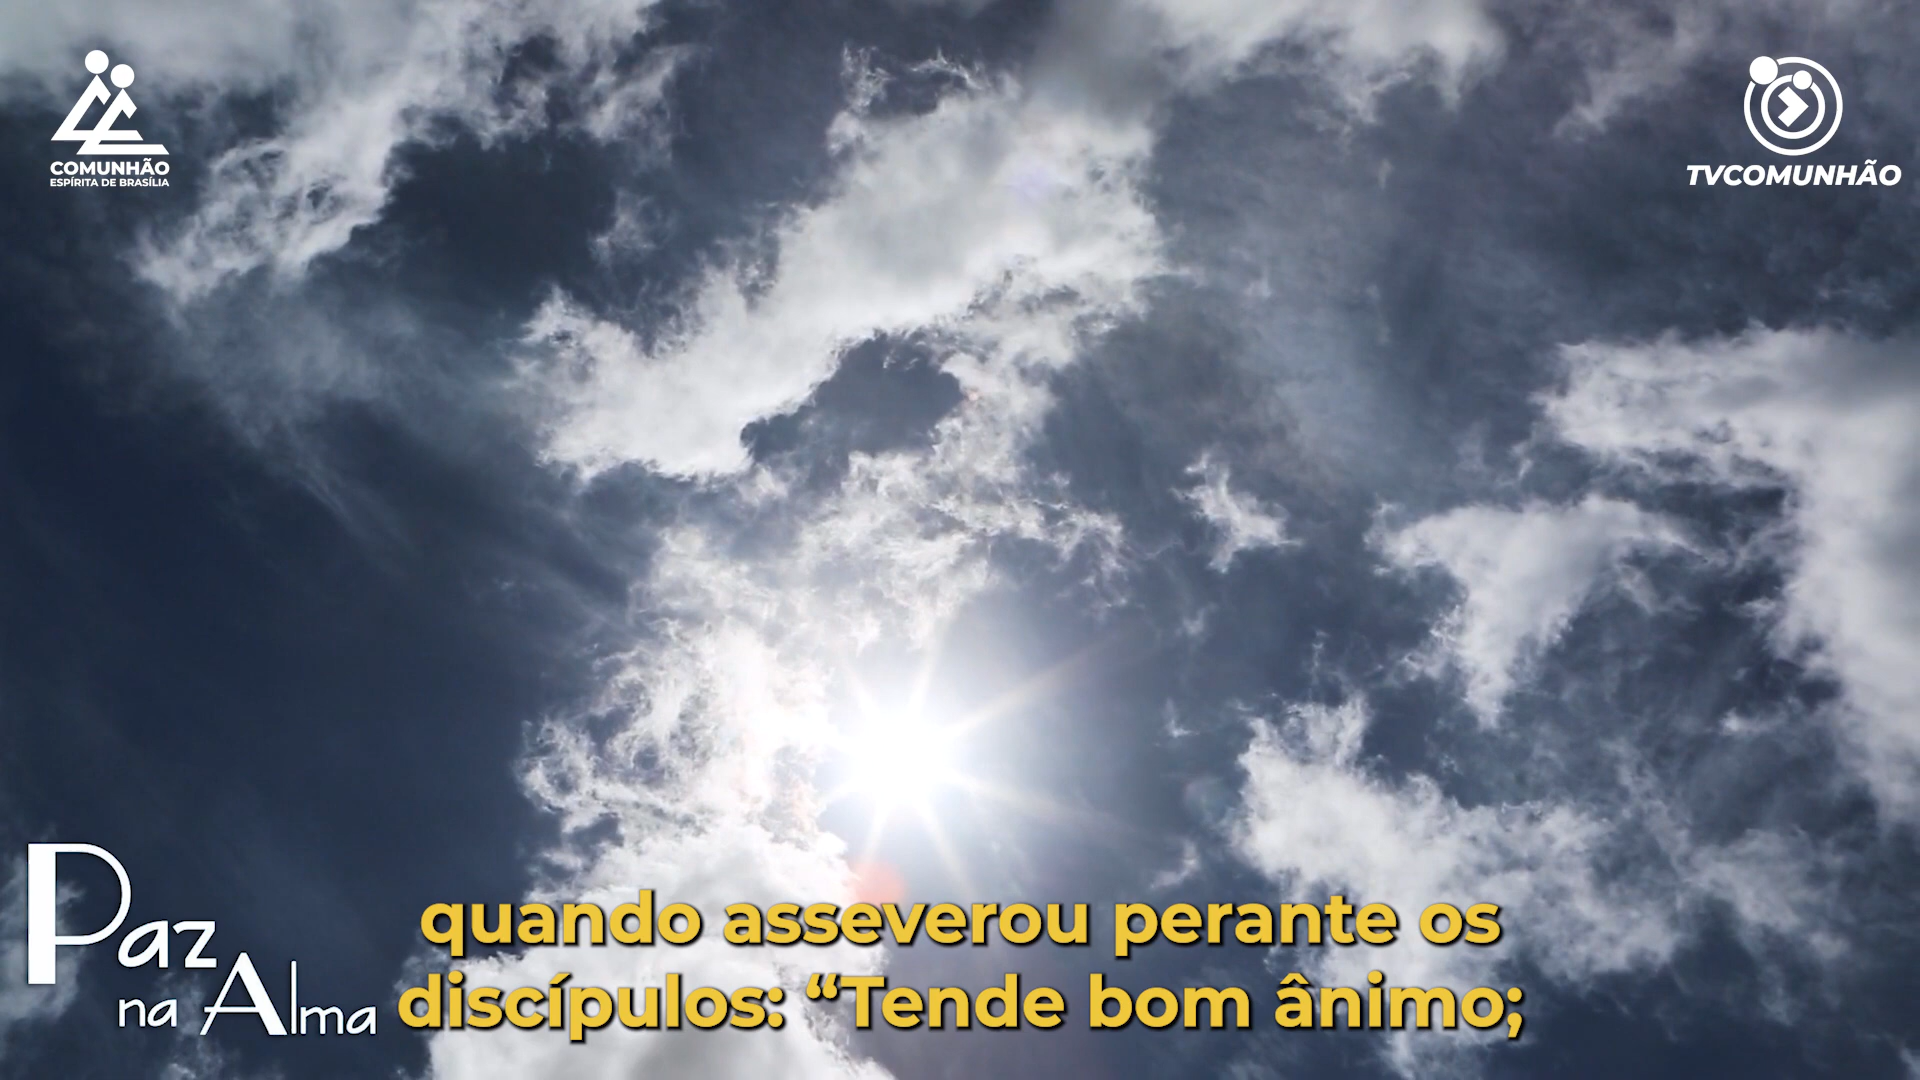 COMUNHÃO
ESPÍRITA DE BRASÍLIA
TVCOMUNHÃO
Paz
na Alma
quando asseverou perante os
discípulos: “Tende bom ânimo;